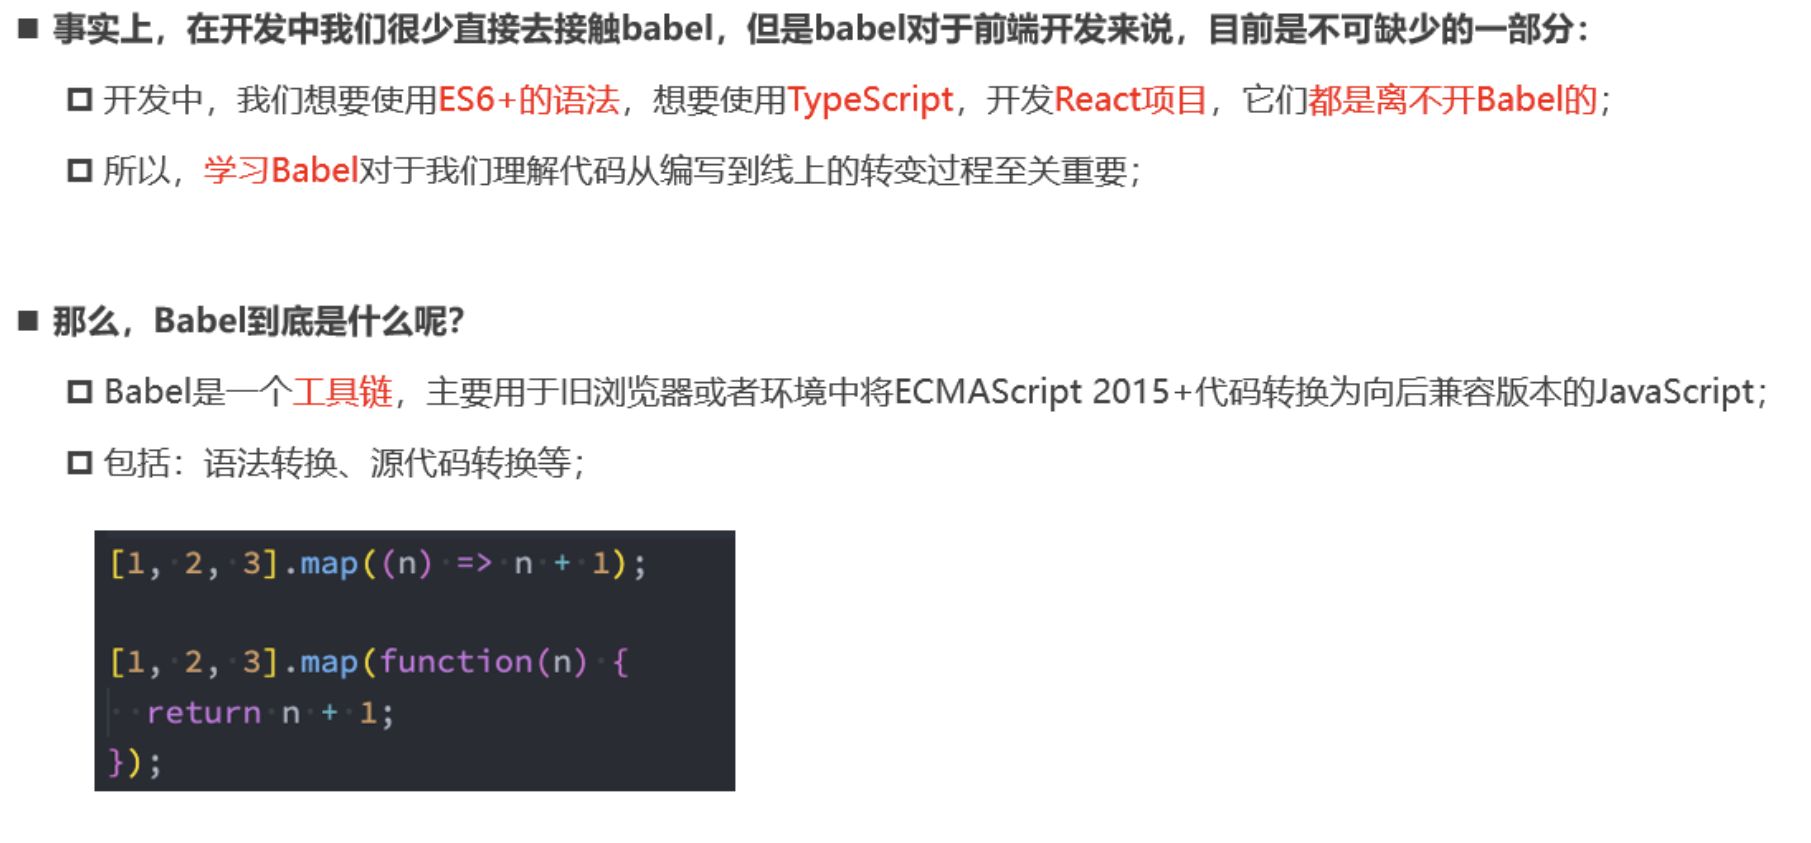 事实上，在开发中我们很少直接去接触babel，但是babel对于前端开发来说，目前是不可缺少的一部分：
开发中，我们想要使用ES6+的语法，想要使用TypeScript，开发React项目，它们都是离不开Babel的；
所以，学习Babel对于我们理解代码从编写到线上的转变过程至关重要；
那么，Babel到底是什么呢？
Babel是一个工具链，主要用于旧浏览器或者环境中将ECMAScript 2015+代码转换为向后兼容版本的JavaScript；
包括：语法转换、源代码转换等；
[1, 2, 3].map((n) => n + 1);
[1, 2, 3].map(function(n) {
  return n + 1;
});